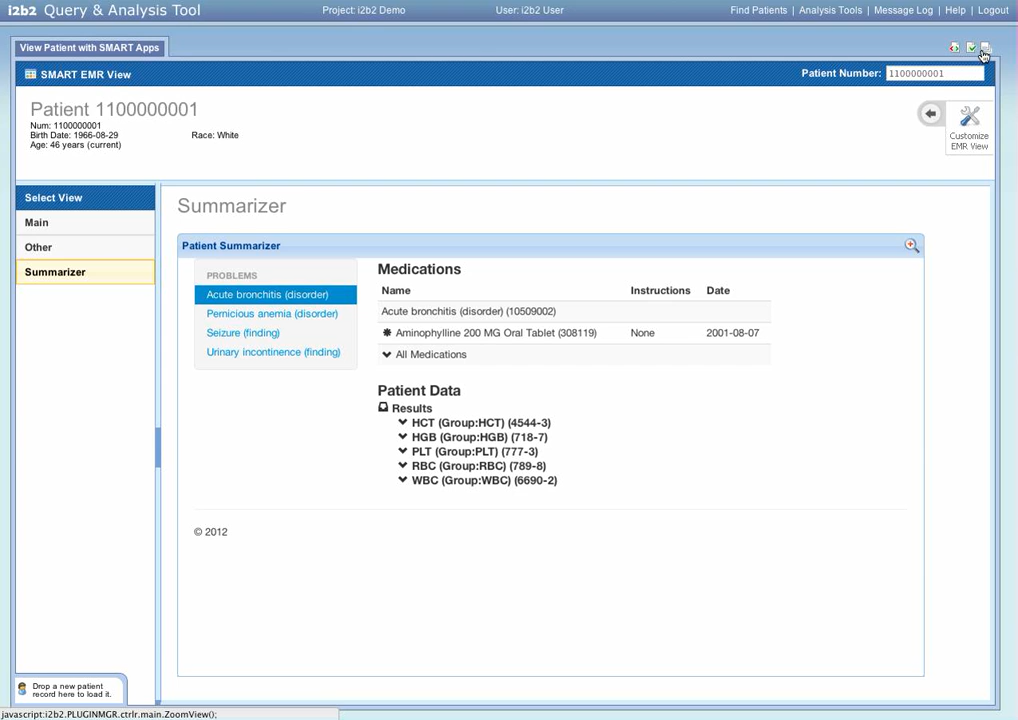 i2b2 Query & Analysis Tool
Project: i2b2 Demo
User: i2b2 User
Find Patients | Analysis Tools | Message Log | Help | Logout
View Patient with SMART Apps
SMART EMR View
Patient Number: 1100000001
Patient 1100000001
Num: 1100000001
Birth Date: 1966-08-29
Race: White
Age: 46 years (current)
Customize
EMR View
Select View
Main
Other
Summarizer
Summarizer
Patient Summarizer
PROBLEMS
Acute bronchitis (disorder)
Pernicious anemia (disorder)
Seizure (finding)
Urinary incontinence (finding)
Medications
Name Instructions Date
Acute bronchitis (disorder) (10509002)
Aminophylline 200 MG Oral Tablet (308119) None 2001-08-07
All Medications
Patient Data
Results
HCT (Group:HCT) (4544-3)
HGB (Group:HGB) (718-7)
PLT (Group:PLT) (777-3)
RBC (Group:RBC) (789-8)
WBC (Group:WBC) (6690-2)
© 2012
Drop a new patient
record here to load it.
javascript:i2b2.PLUGINMGR.ctrlr.main.ZoomView();